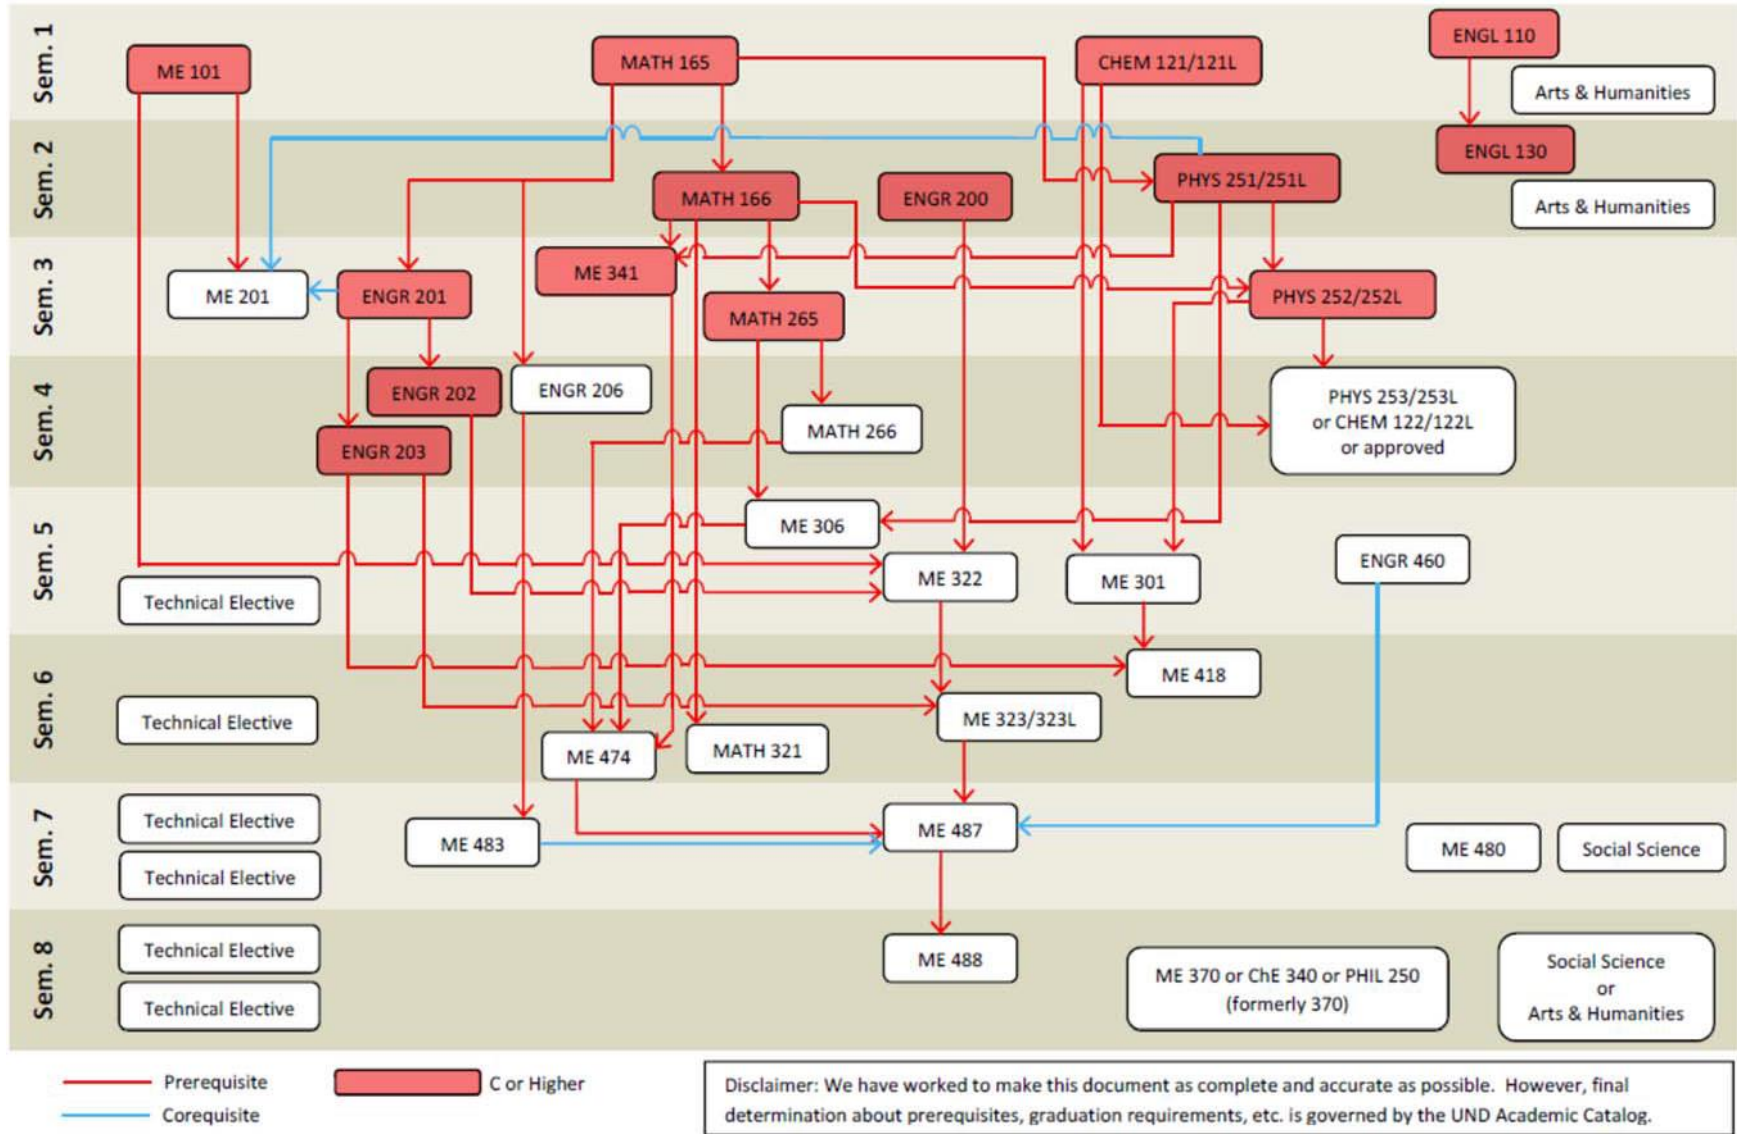 Sem. 1
ME 101
MATH 165
CHEM 121/121L
ENGL 110
Arts & Humanities
Sem. 2
MATH 166
ENGR 200
PHYS 251/251L
ENGL 130
Arts & Humanities
Sem. 3
ME 201
ENGR 201
ME 341
MATH 265
PHYS 252/252L
Sem. 4
ENGR 202
ENGR 206
ENGR 203
MATH 266
PHYS 253/253L
or CHEM 122/122L
or approved
Sem. 5
Technical Elective
ME 306
ME 322
ME 301
ENGR 460
Sem. 6
Technical Elective
ME 474
MATH 321
ME 323/323L
ME 418
Sem. 7
Technical Elective
Technical Elective
ME 483
ME 487
ME 480
Social Science
Sem. 8
Technical Elective
Technical Elective
ME 488
ME 370 or ChE 340 or PHIL 250
(formerly 370)
Social Science
or
Arts & Humanities
Prerequisite
Corequisite
C or Higher
Disclaimer: We have worked to make this document as complete and accurate as possible. However, final
determination about prerequisites, graduation requirements, etc. is governed by the UND Academic Catalog.